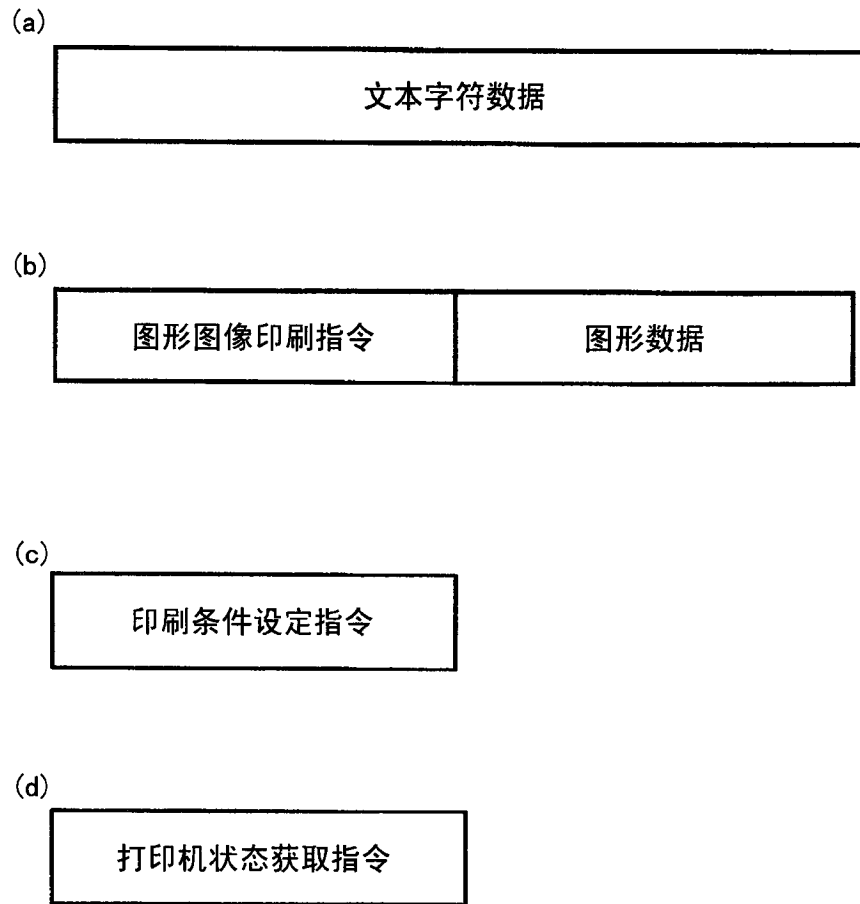 (a)
文本字符数据
(b)
图形图像印刷指令 图形数据
(c)
印刷条件设定指令
(d)
打印机状态获取指令